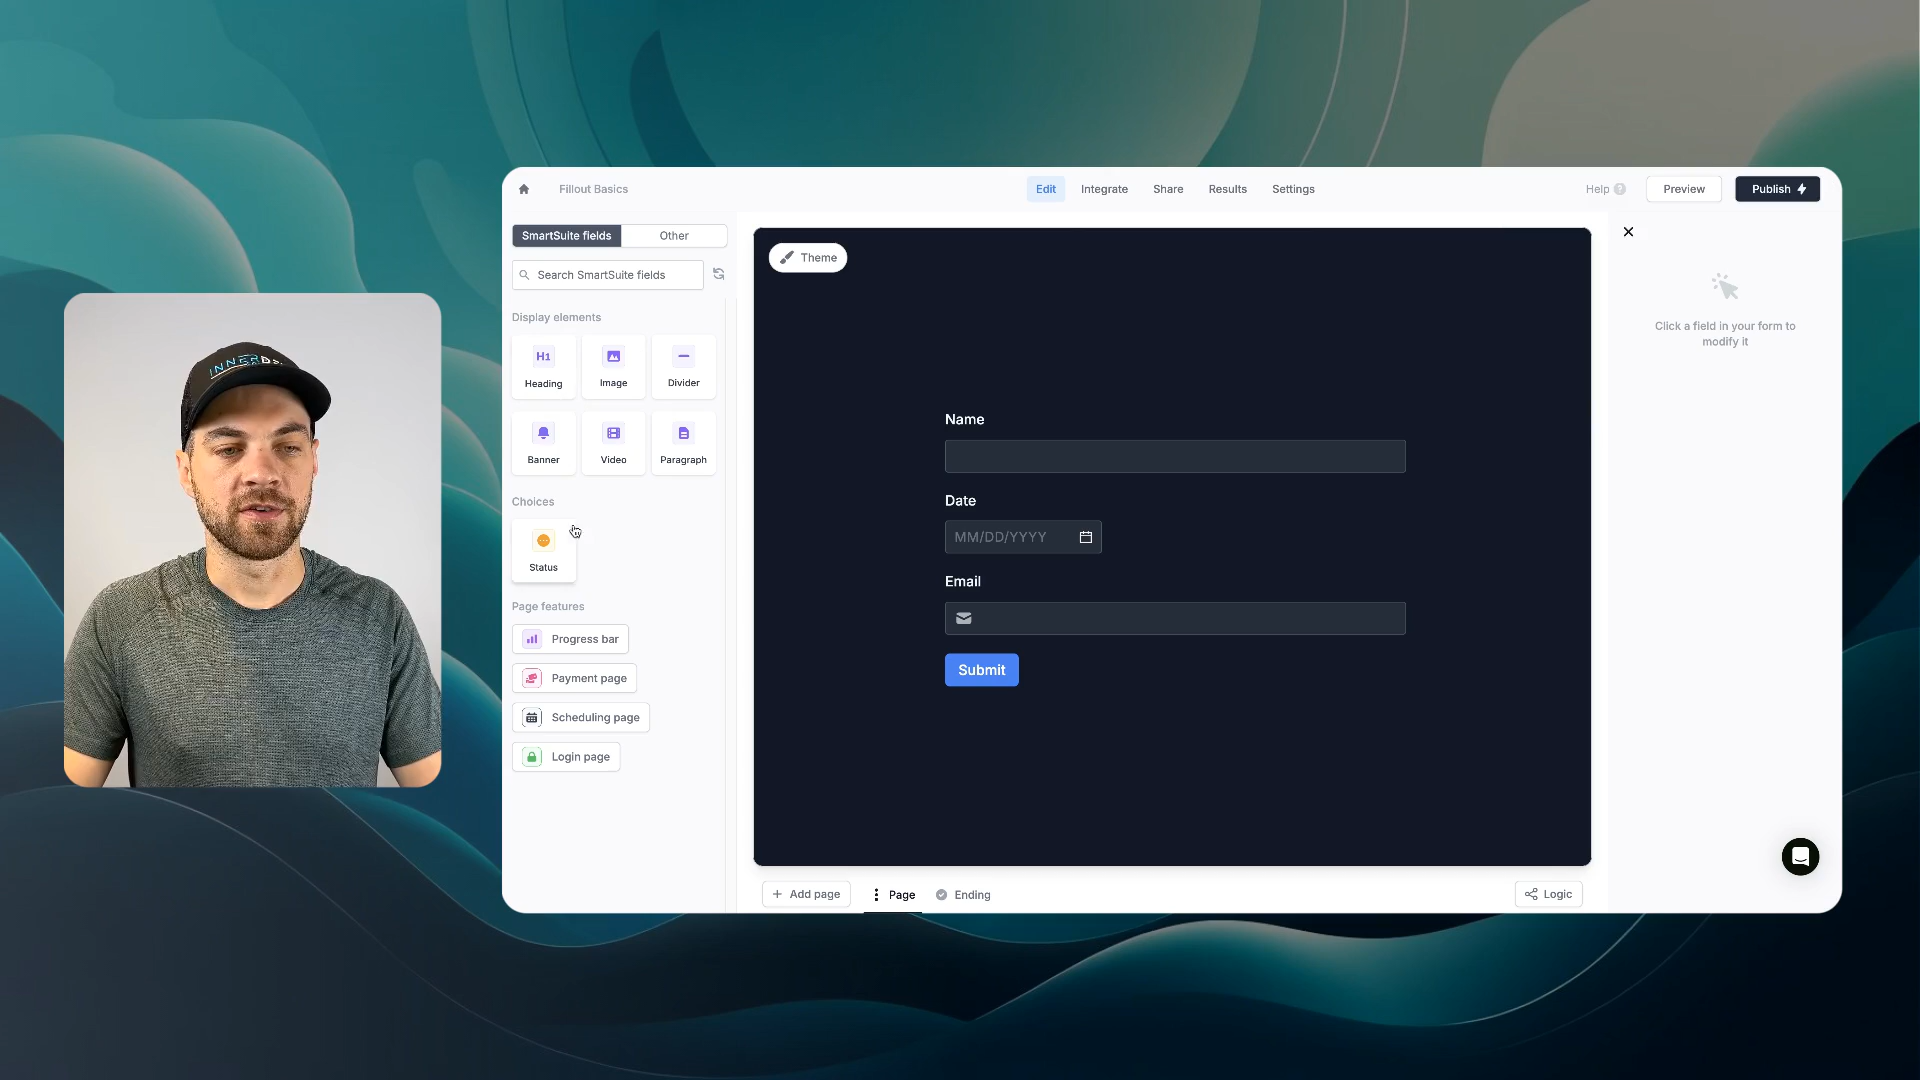 Fillout Basics
Edit
Integrate
Share
Results
Settings
Help
Preview
Publish
SmartSuite fields
Other
Search SmartSuite fields
Display elements
H1
Heading
Image
Divider
Banner
Video
Paragraph
Choices
Status
Page features
Progress bar
Payment page
Scheduling page
Login page
Theme
Name
Date
MM/DD/YYYY
Email
Submit
Click a field in your form to
modify it
Add page
Page
Ending
Logic